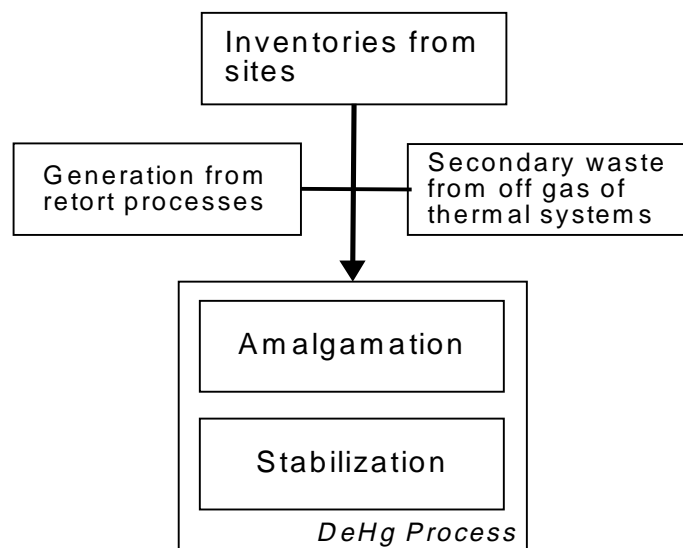 Inventories from
sites
Generation from
retort processes
Secondary waste
from off gas of
thermal systems
Amalgamation
Stabilization
DeHg Process